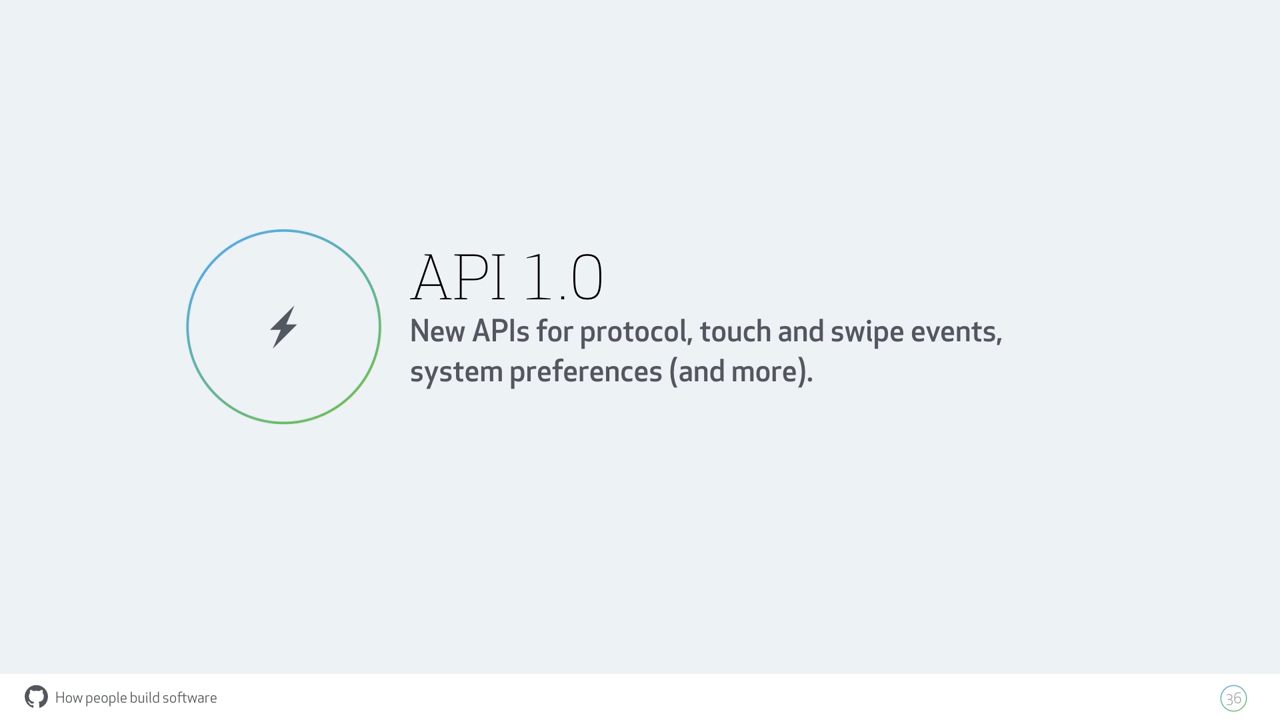 API 1.0
New APIs for protocol, touch and swipe events,
system preferences (and more).
How people build software
36